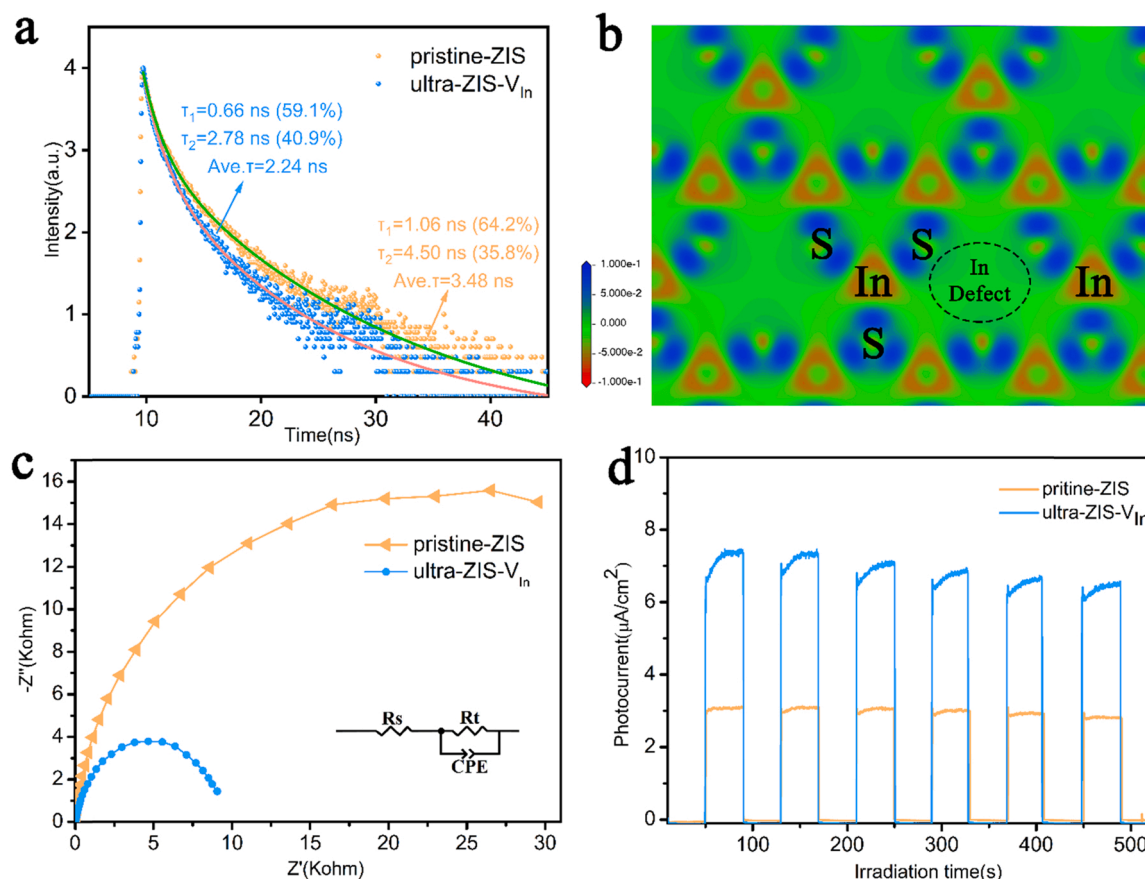 a
pristine-ZIS
ultra-ZIS-VIn
τ1=0.66 ns (59.1%)
τ2=2.78 ns (40.9%)
Ave.τ=2.24 ns
τ1=1.06 ns (64.2%)
τ2=4.50 ns (35.8%)
Ave.τ=3.48 ns
4
3
2
1
0
Intensity(a.u.)
10 20 30 40
Time(ns)
b
1.000e-1
5.000e-2
0.000
-5.000e-2
-1.000e-1
S S
In
In
Defect
In
S
c
16
14
12
10
8
6
4
2
0
-Z''(Kohm)
pristine-ZIS
ultra-ZIS-VIn
Rs Rt
CPE
0 5 10 15 20 25 30
Z'(Kohm)
d
10
8
6
4
2
0
Photocurrent(μA/cm2)
pritine-ZIS
ultra-ZIS-VIn
100 200 300 400 500
Irradiation time(s)